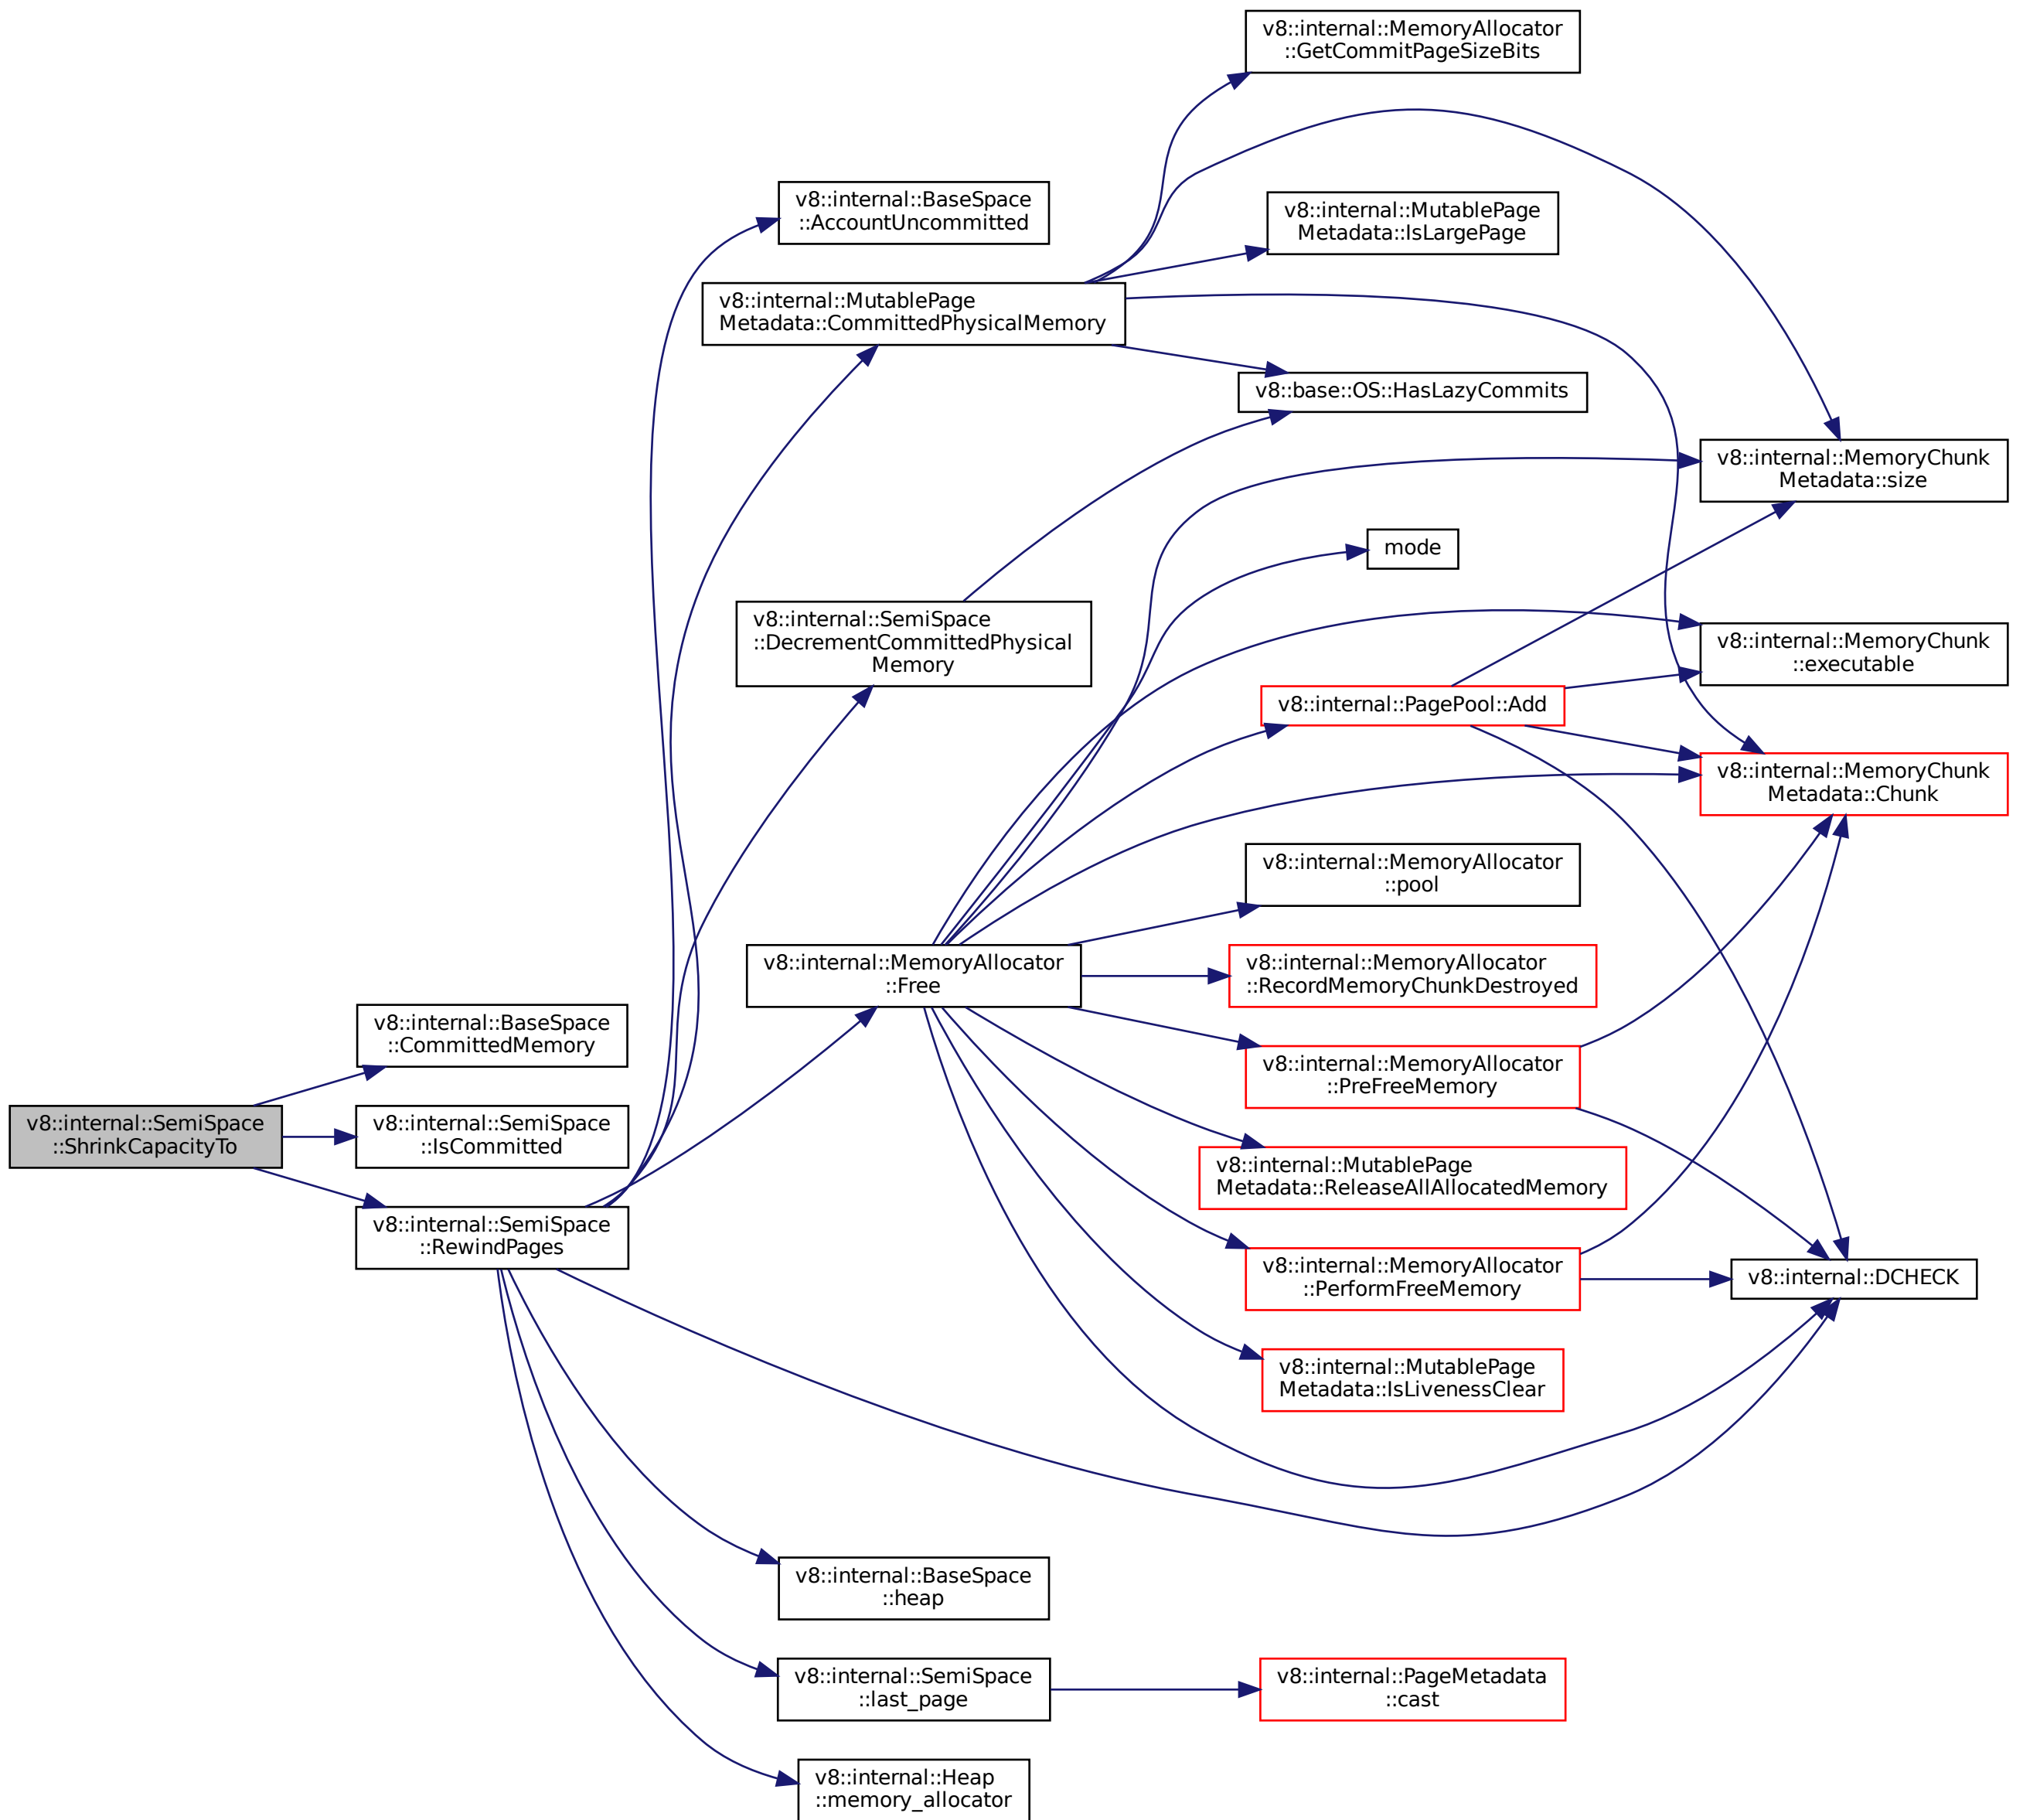 v8::internal::MemoryAllocator
::GetCommitPageSizeBits
v8::internal::BaseSpace
::AccountUncommitted
v8::internal::MutablePage
Metadata::IsLargePage
v8::internal::MutablePage
Metadata::CommittedPhysicalMemory
v8::base::OS::HasLazyCommits
v8::internal::MemoryChunk
Metadata::size
mode
v8::internal::SemiSpace
::DecrementCommittedPhysical
Memory
v8::internal::MemoryChunk
::executable
v8::internal::PagePool::Add
v8::internal::MemoryChunk
Metadata::Chunk
v8::internal::MemoryAllocator
::pool
v8::internal::MemoryAllocator
::Free
v8::internal::MemoryAllocator
::RecordMemoryChunkDestroyed
v8::internal::BaseSpace
::CommittedMemory
v8::internal::MemoryAllocator
::PreFreeMemory
v8::internal::SemiSpace
::ShrinkCapacityTo
v8::internal::SemiSpace
::IsCommitted
v8::internal::MutablePage
Metadata::ReleaseAllAllocatedMemory
v8::internal::SemiSpace
::RewindPages
v8::internal::MemoryAllocator
::PerformFreeMemory
v8::internal::DCHECK
v8::internal::MutablePage
Metadata::IsLivenessClear
v8::internal::BaseSpace
::heap
v8::internal::SemiSpace
::last_page
v8::internal::PageMetadata
::cast
v8::internal::Heap
::memory_allocator